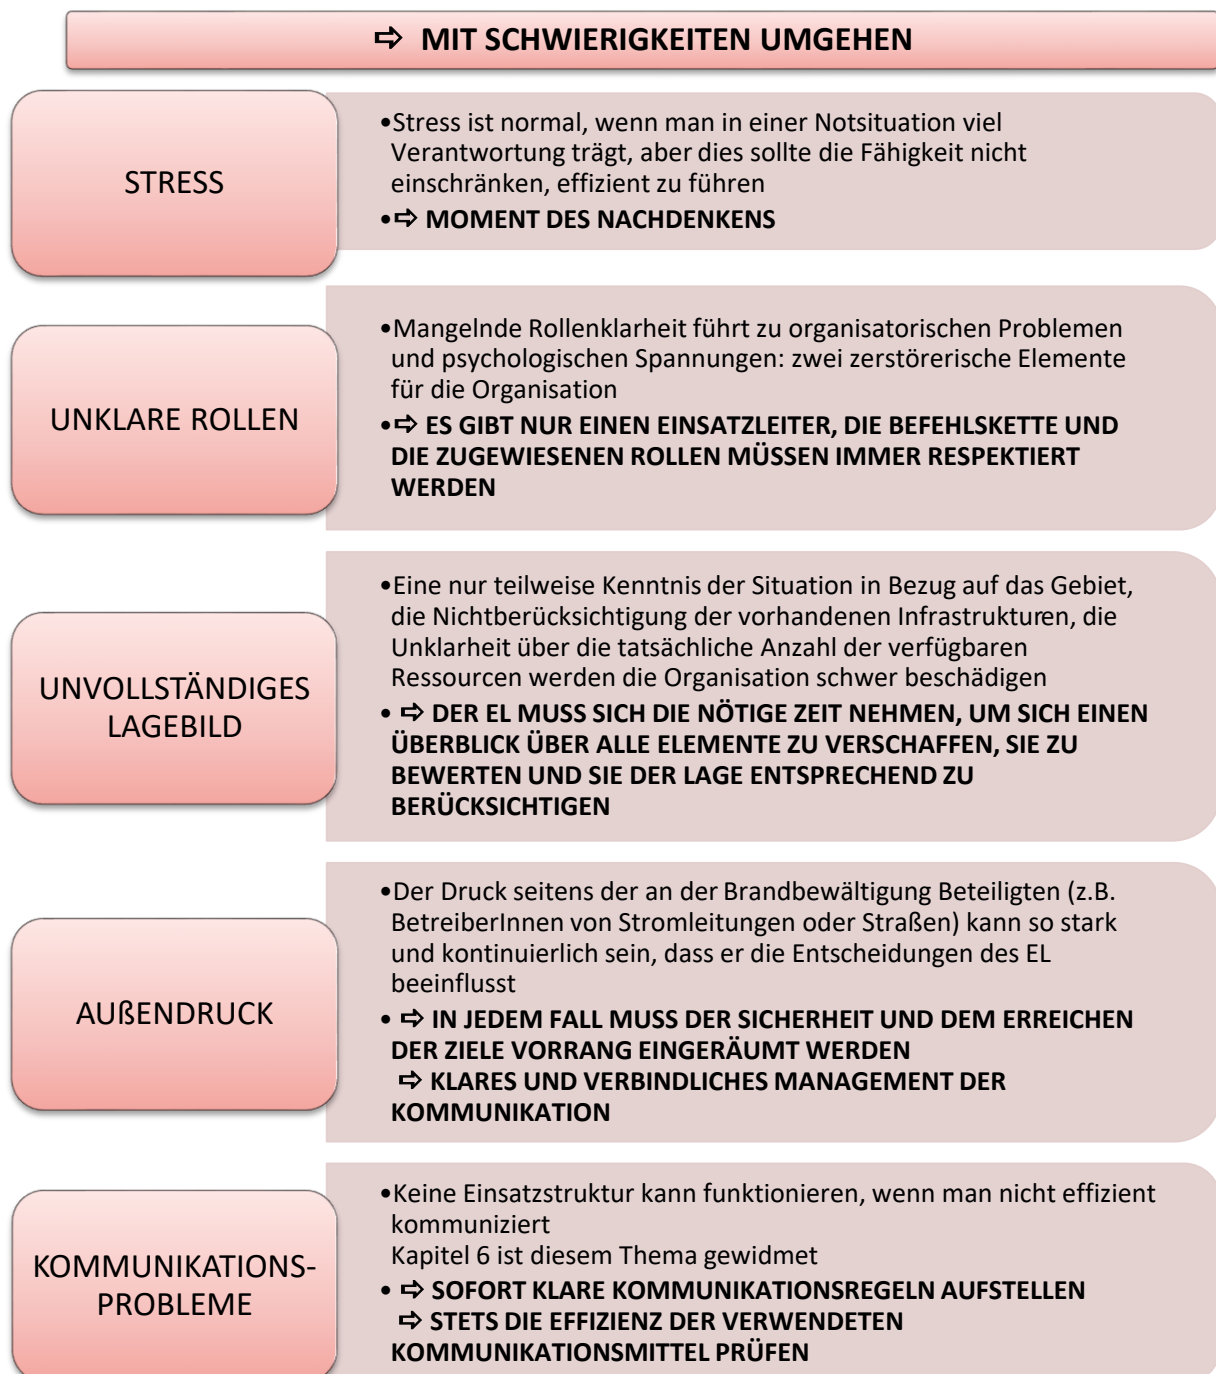 ⇨ MIT SCHWIERIGKEITEN UMGEHEN
STRESS
•Stress ist normal, wenn man in einer Notsituation viel
Verantwortung trägt, aber dies sollte die Fähigkeit nicht
einschränken, effizient zu führen
•⇨ MOMENT DES NACHDENKENS
UNKLARE ROLLEN
•Mangelnde Rollenklarheit führt zu organisatorischen Problemen
und psychologischen Spannungen: zwei zerstörerische Elemente
für die Organisation
•⇨ ES GIBT NUR EINEN EINSATZLEITER, DIE BEFEHLSKETTE UND
DIE ZUGEWIESENEN ROLLEN MÜSSEN IMMER RESPEKTIERT
WERDEN
UNVOLLSTÄNDIGES
LAGEBILD
•Eine nur teilweise Kenntnis der Situation in Bezug auf das Gebiet,
die Nichtberücksichtigung der vorhandenen Infrastrukturen, die
Unklarheit über die tatsächliche Anzahl der verfügbaren
Ressourcen werden die Organisation schwer beschädigen
• ⇨ DER EL MUSS SICH DIE NÖTIGE ZEIT NEHMEN, UM SICH EINEN
ÜBERBLICK ÜBER ALLE ELEMENTE ZU VERSCHAFFEN, SIE ZU
BEWERTEN UND SIE DER LAGE ENTSPRECHEND ZU
BERÜCKSICHTIGEN
AUßENDRUCK
•Der Druck seitens der an der Brandbewältigung Beteiligten (z.B.
BetreiberInnen von Stromleitungen oder Straßen) kann so stark
und kontinuierlich sein, dass er die Entscheidungen des EL
beeinflusst
• ⇨ IN JEDEM FALL MUSS DER SICHERHEIT UND DEM ERREICHEN
DER ZIELE VORRANG EINGERÄUMT WERDEN
⇨ KLARES UND VERBINDLICHES MANAGEMENT DER
KOMMUNIKATION
KOMMUNIKATIONS-
PROBLEME
•Keine Einsatzstruktur kann funktionieren, wenn man nicht effizient
kommuniziert
Kapitel 6 ist diesem Thema gewidmet
• ⇨ SOFORT KLARE KOMMUNIKATIONSREGELN AUFSTELLEN
⇨ STETS DIE EFFIZIENZ DER VERWENDETEN
KOMMUNIKATIONSMITTEL PRÜFEN